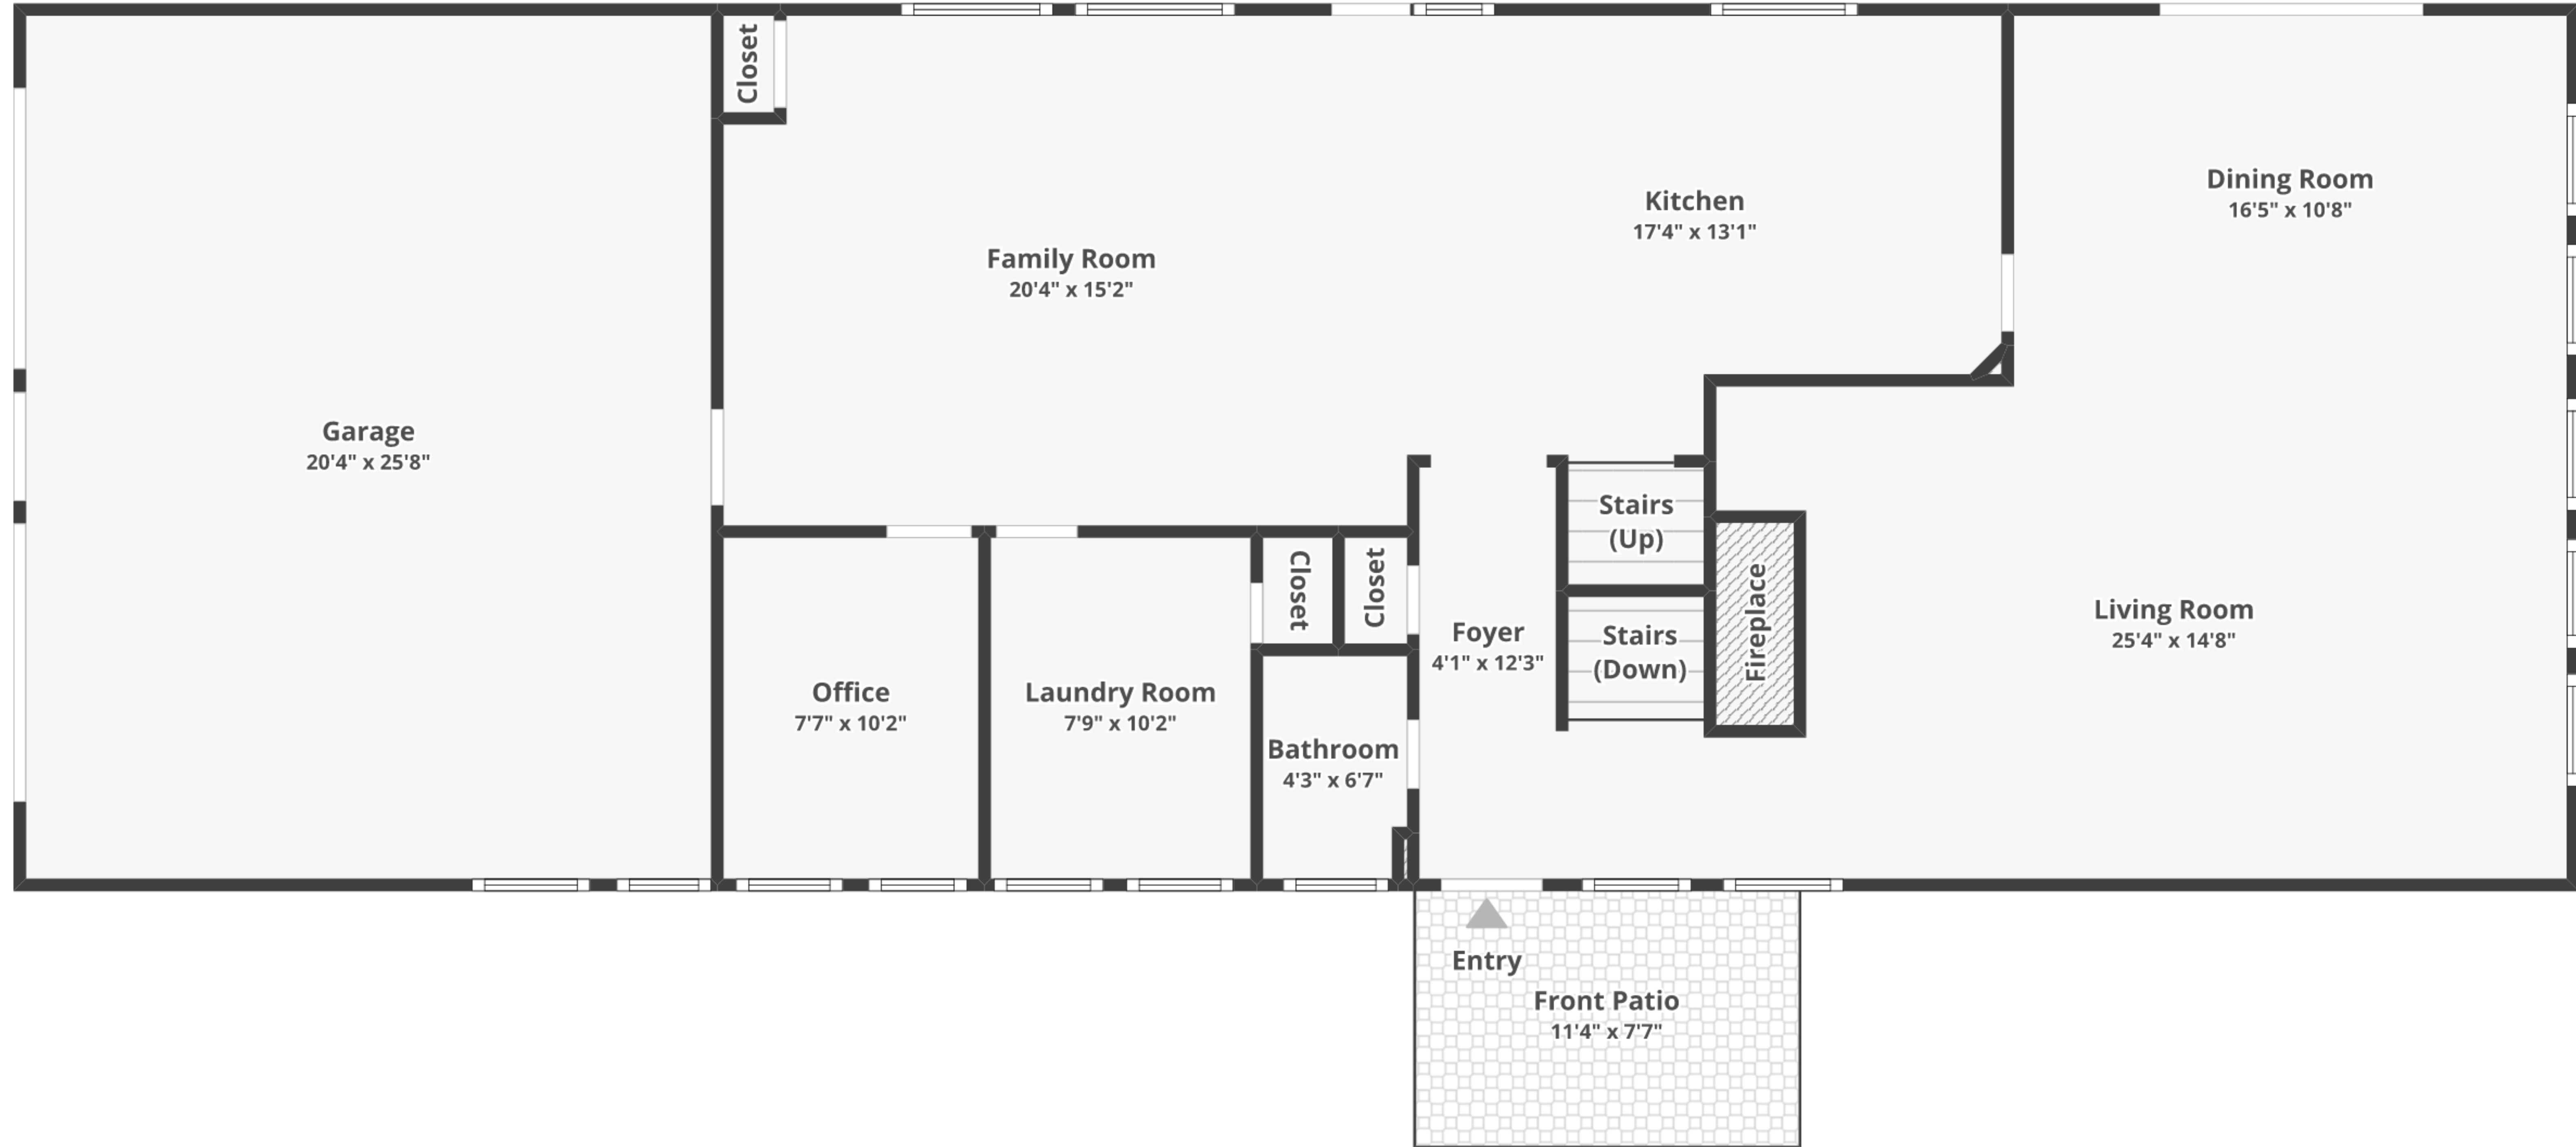 Closet
Dining Room
16'5" x 10'8"
Kitchen
17'4" x 13'1"
Family Room
20'4" x 15'2"
Garage
20'4" x 25'8"
Stairs
(Up)
Closet
Closet
Fireplace
Living Room
25'4" x 14'8"
Foyer
4'1" x 12'3"
Stairs
(Down)
Office
7'7" x 10'2"
Laundry Room
7'9" x 10'2"
Bathroom
4'3" x 6'7"
Entry
Front Patio
11'4" x 7'7"